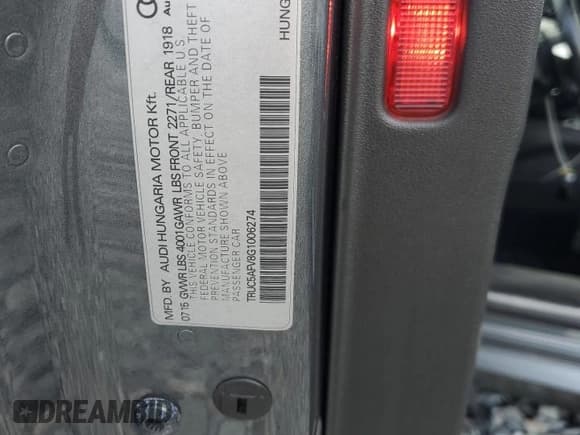 Au
HUNG
MFD. BY AUDI HUNGARIA MOTOR Kft.
07 15 GVWR LBS 4001 GAWR LBS FRONT 2271/REAR 1918
THIS VEHICLE CONFORMS TO ALL APPLICABLE U.S.
FEDERAL MOTOR VEHICLE SAFETY, BUMPER AND THEFT
PREVENTION STANDARDS IN EFFECT ON THE DATE OF
MANUFACTURE SHOWN ABOVE
PASSENGER CAR
TRUC5AFV8G1006274
DREAMBID